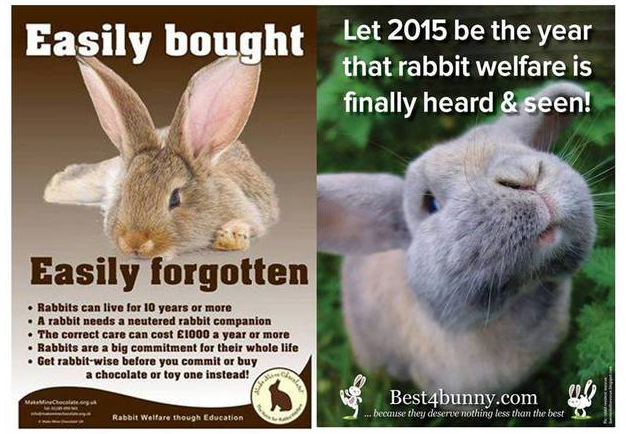 Easily bought
Easily forgotten
• Rabbits can live for 10 years or more
• A rabbit needs a neutered rabbit companion
• The correct care can cost £1000 a year or more
• Rabbits are a big commitment for their whole life
• Get rabbit-wise before you commit or buy
a chocolate or toy one instead!
MakeMineChocolate.org.uk
Rabbit Welfare though Education
Let 2015 be the year
that rabbit welfare is
finally heard & seen!
Best4bunny.com
... because they deserve nothing less than the best